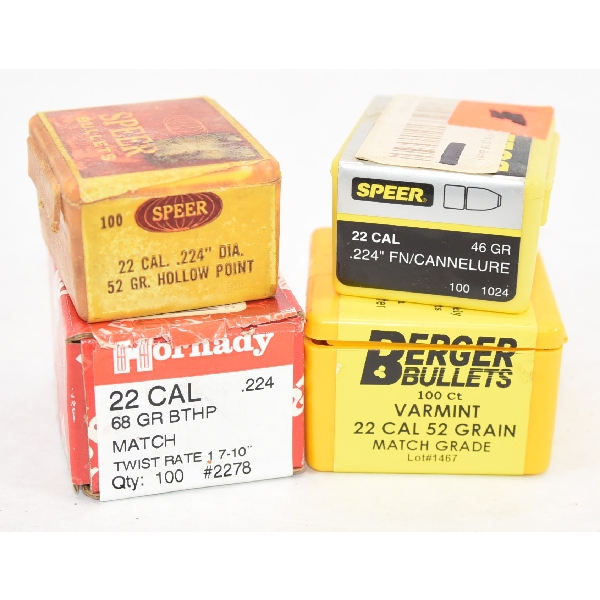 SPEER
BULLETS
100 SPEER
22 CAL. .224" DIA.
52 GR. HOLLOW POINT
SPEER
22 CAL 46 GR
.224" FN/CANNELURE
100 1024
Hornady
22 CAL .224
68 GR BTHP
MATCH
TWIST RATE 1 7-10"
Qty: 100 #2278
BERGER
BULLETS
100 Ct
VARMINT
22 CAL 52 GRAIN
MATCH GRADE
Lot#1467